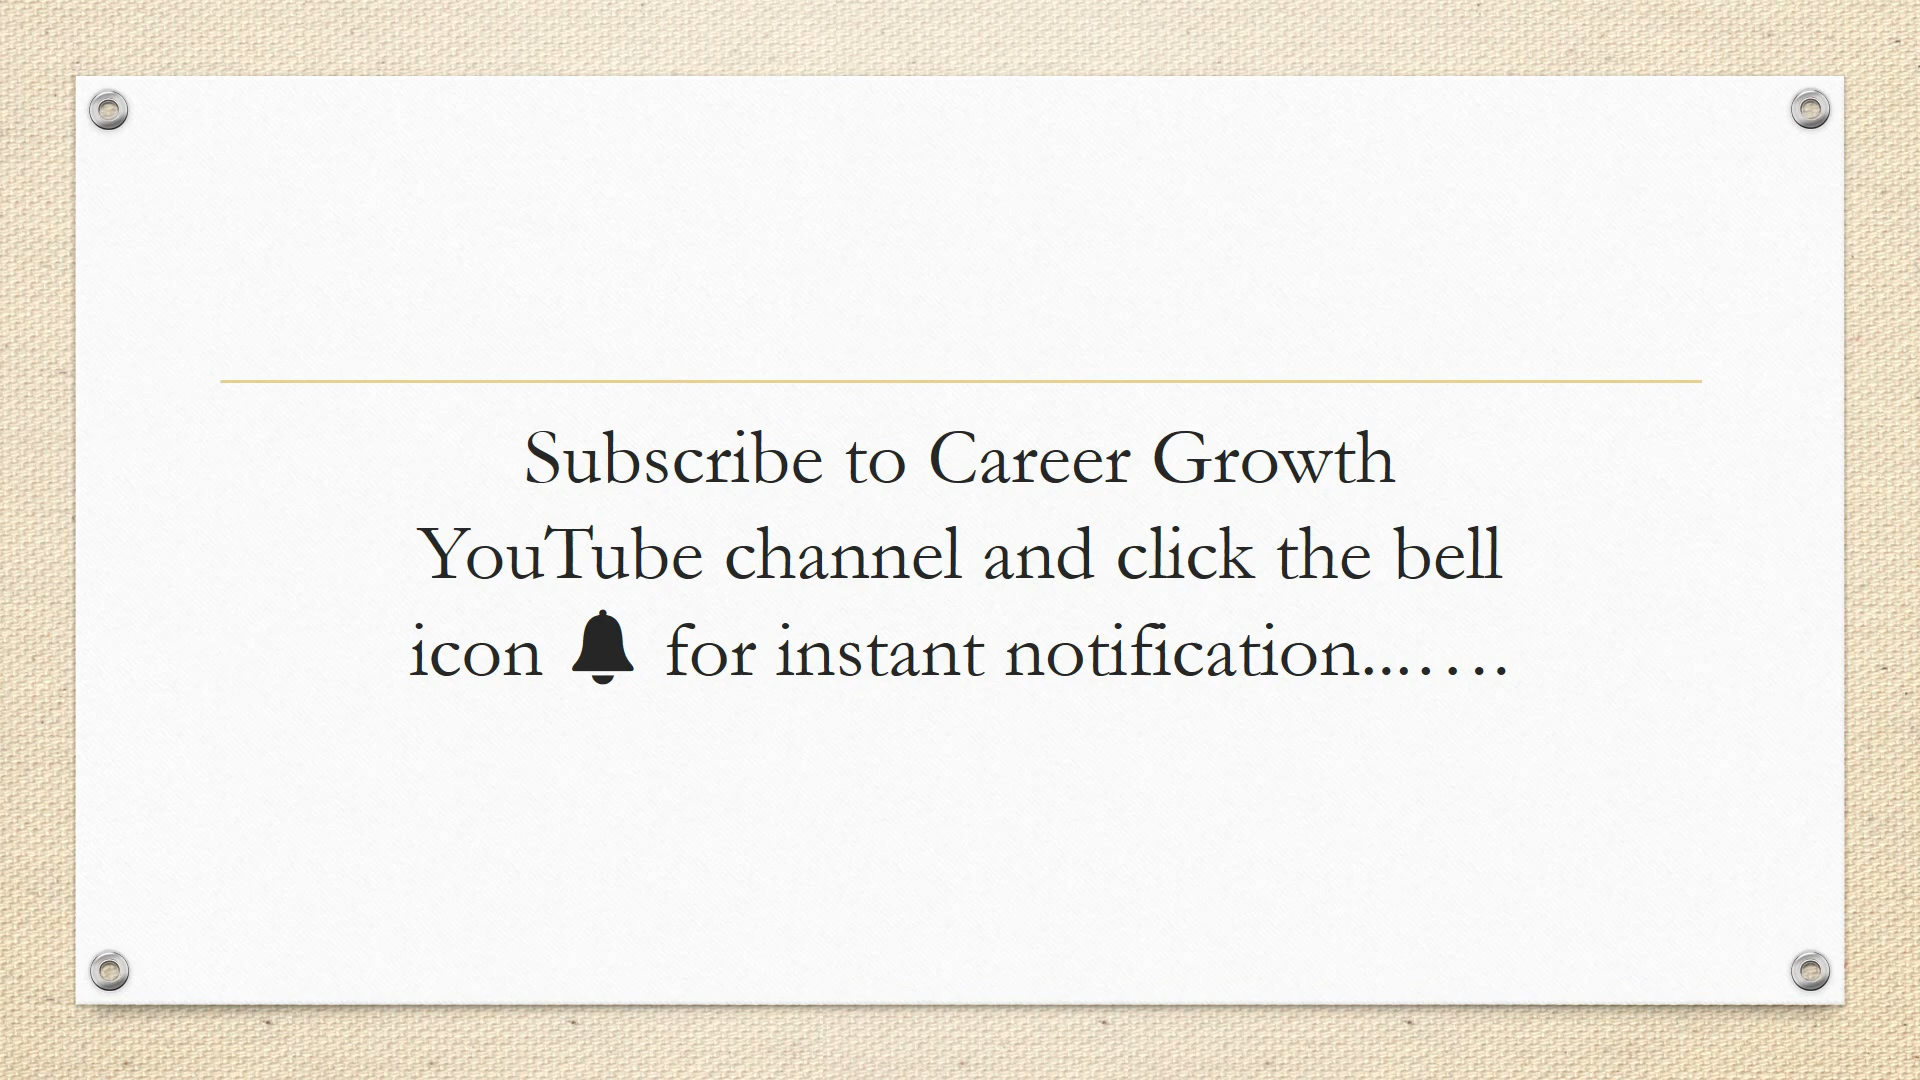 Subscribe to Career Growth
YouTube channel and click the bell
icon 🔔 for instant notification...….